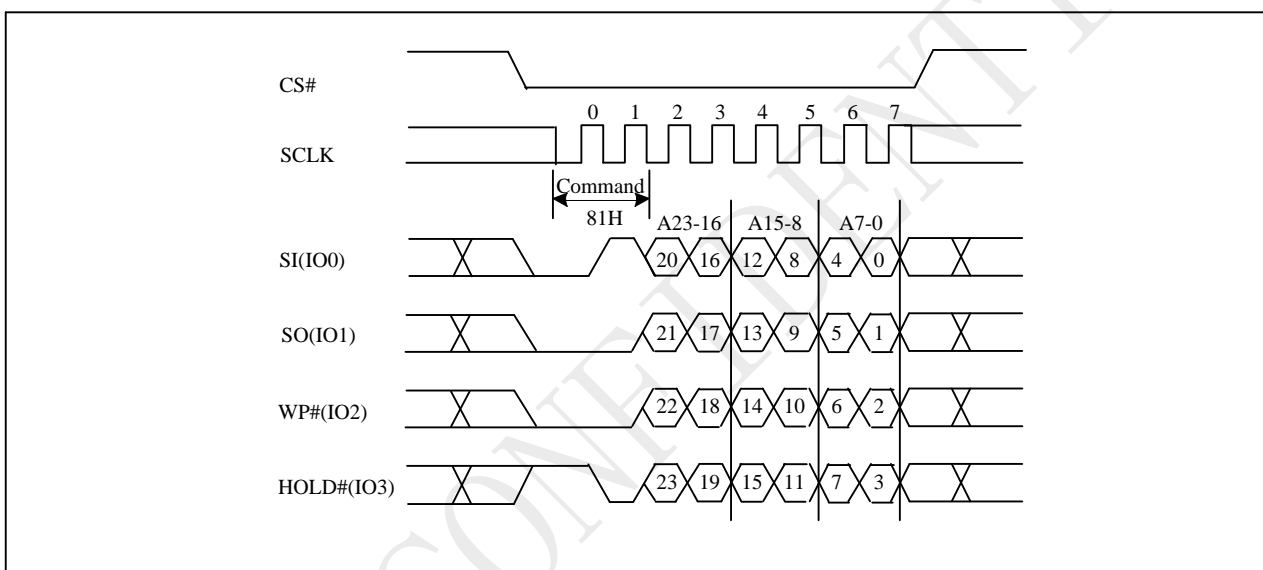 CS#
0 1 2 3 4 5 6 7
SCLK
Command
81H
A23-16 A15-8 A7-0
SI(IO0) 20 16 12 8 4 0
SO(IO1) 21 17 13 9 5 1
WP#(IO2) 22 18 14 10 6 2
HOLD#(IO3) 23 19 15 11 7 3
CONFIDENT